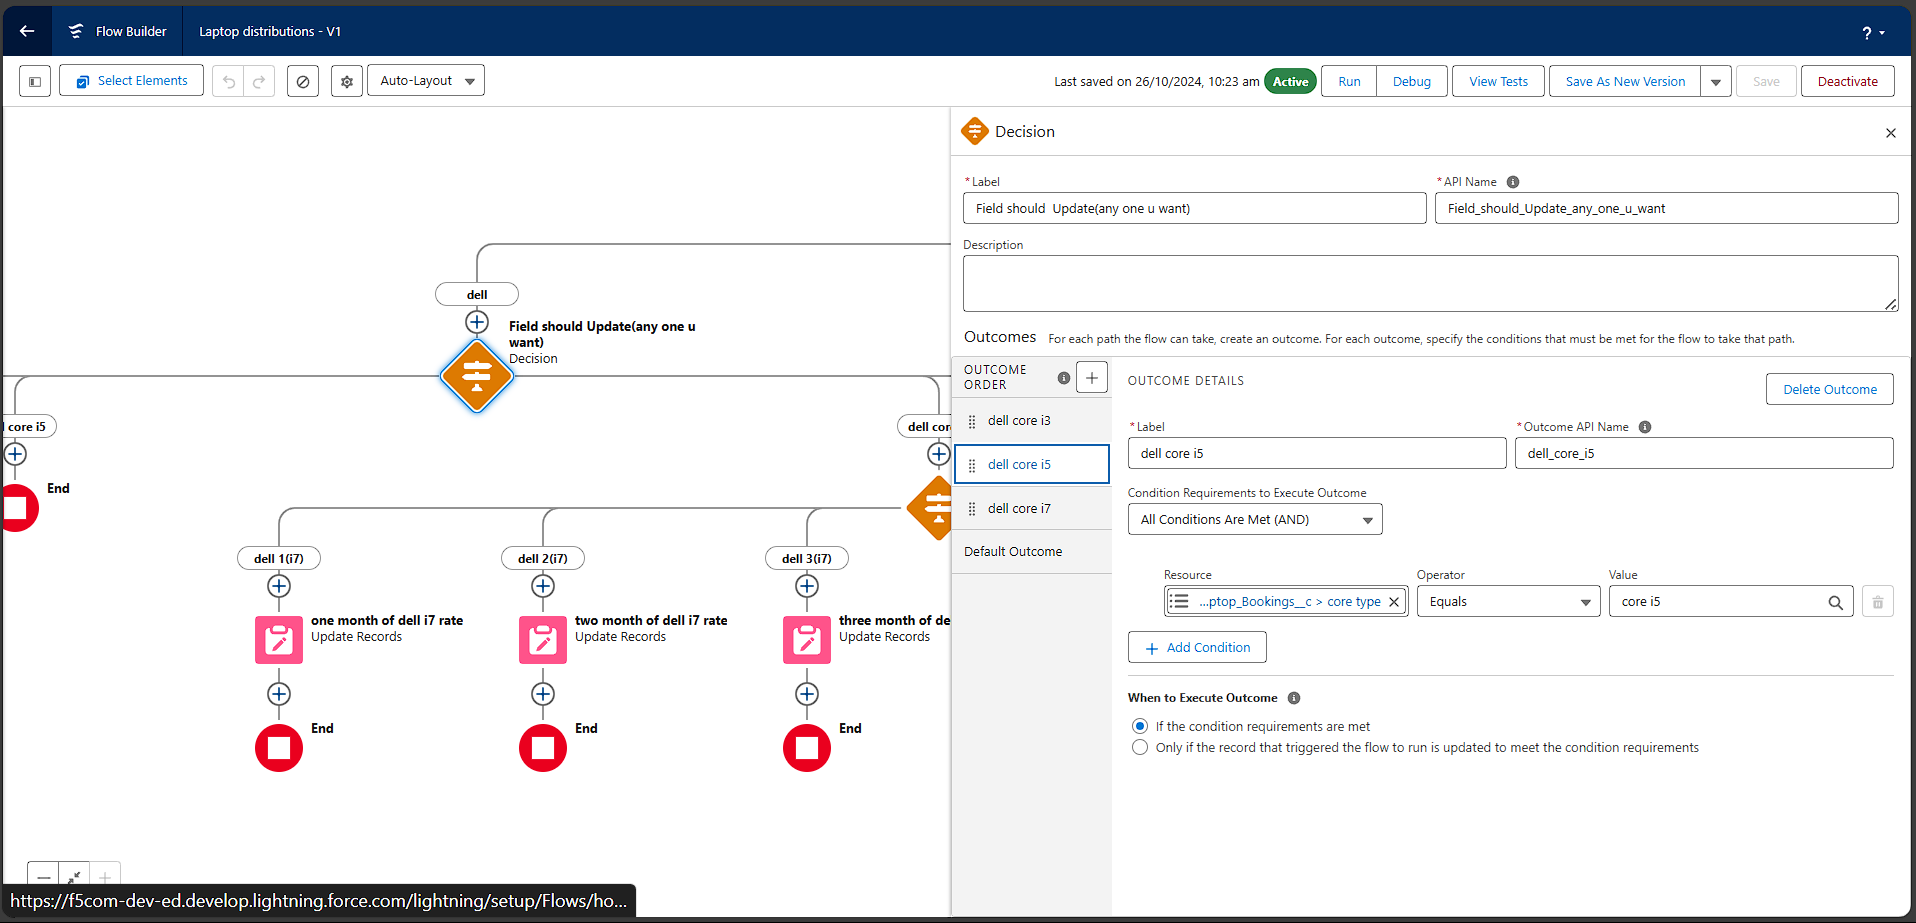 Flow Builder
Laptop distributions - V1
?
Select Elements
Auto-Layout
Last saved on 26/10/2024, 10:23 am
Active
Run
Debug
View Tests
Save As New Version
Save
Deactivate
dell
Field should Update(any one u
want)
Decision
core i5
End
dell 1(i7)
one month of dell i7 rate
Update Records
End
dell 2(i7)
two month of dell i7 rate
Update Records
End
dell 3(i7)
three month of de
Update Records
End
dell cor
https://f5com-dev-ed.develop.lightning.force.com/lightning/setup/Flows/ho...
Decision
* Label
Field should  Update(any one u want)
* API Name
Field_should_Update_any_one_u_want
Description
Outcomes
For each path the flow can take, create an outcome. For each outcome, specify the conditions that must be met for the flow to take that path.
OUTCOME
ORDER
dell core i3
dell core i5
dell core i7
Default Outcome
OUTCOME DETAILS
Delete Outcome
* Label
dell core i5
* Outcome API Name
dell_core_i5
Condition Requirements to Execute Outcome
All Conditions Are Met (AND)
Resource
...ptop_Bookings__c > core type
Operator
Equals
Value
core i5
Add Condition
When to Execute Outcome
If the condition requirements are met
Only if the record that triggered the flow to run is updated to meet the condition requirements